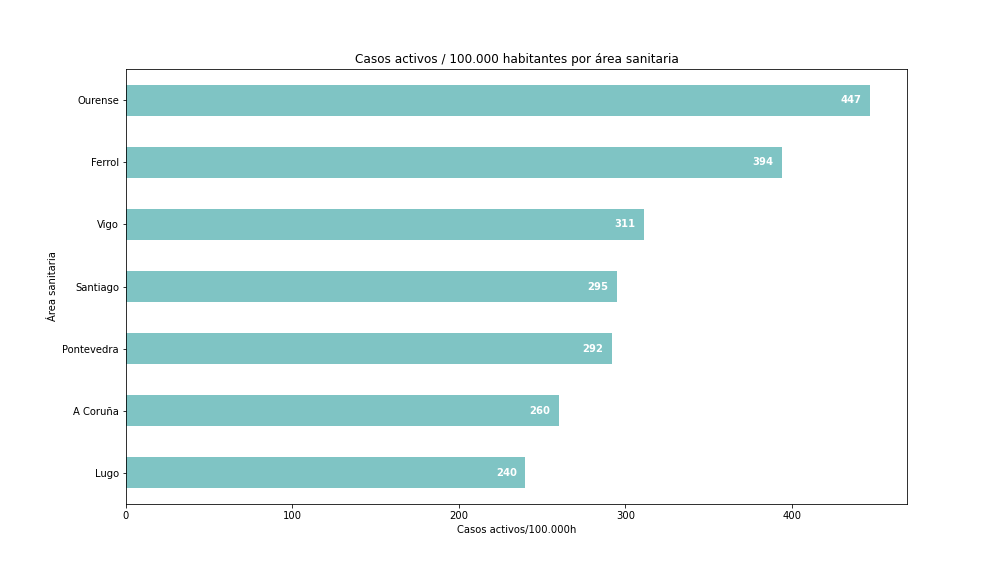 Casos activos / 100.000 habitantes por área sanitaria
Ourense 447
Ferrol 394
Vigo 311
Santiago 295
Pontevedra 292
A Coruña 260
Lugo 240
Área sanitaria
0 100 200 300 400
Casos activos/100.000h